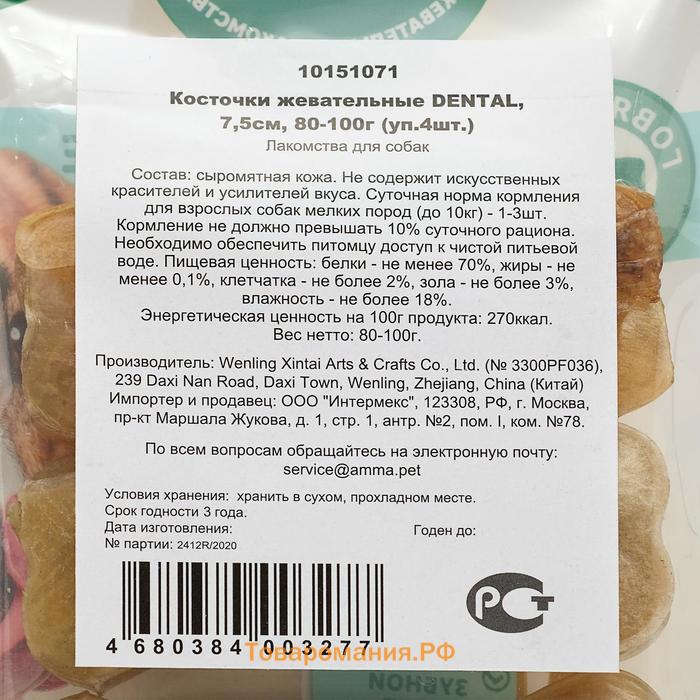 10151071
Косточки жевательные DENTAL,
7,5см, 80-100г (уп.4шт.)
Лакомства для собак
Состав: сыромятная кожа. Не содержит искусственных
красителей и усилителей вкуса. Суточная норма кормления
для взрослых собак мелких пород (до 10кг) - 1-3шт.
Кормление не должно превышать 10% суточного рациона.
Необходимо обеспечить питомцу доступ к чистой питьевой
воде. Пищевая ценность: белки - не менее 70%, жиры - не
менее 0,1%, клетчатка - не более 2%, зола - не более 3%,
влажность - не более 18%.
Энергетическая ценность на 100г продукта: 270ккал.
Вес нетто: 80-100г.
Производитель: Wenling Xintai Arts & Crafts Co., Ltd. (№ 3300PF036),
239 Daxi Nan Road, Daxi Town, Wenling, Zhejiang, China (Китай)
Импортер и продавец: ООО "Интермекс", 123308, РФ, г. Москва,
пр-кт Маршала Жукова, д. 1, стр. 1, антр. №2, пом. I, ком. №78.
По всем вопросам обращайтесь на электронную почту:
service@amma.pet
Условия хранения: хранить в сухом, прохладном месте.
Срок годности 3 года.
Дата изготовления: Годен до:
№ партии: 2412R/2020
4 680384 003277
РСТ
Товаромания.РФ
ЗУБНОЙ